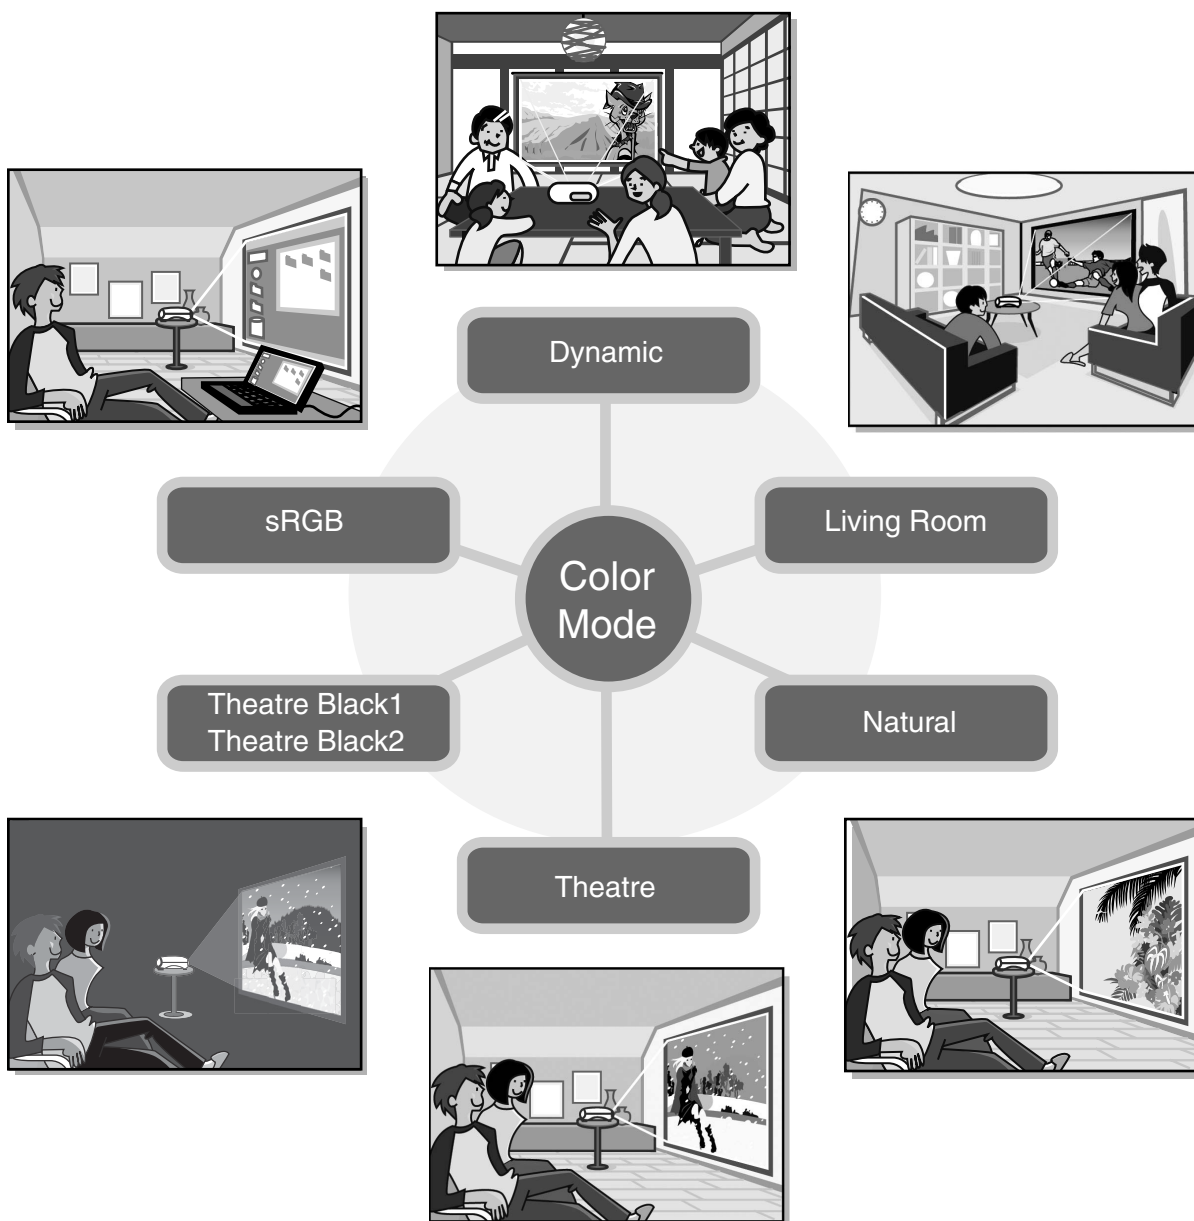 Dynamic
sRGB
Living Room
Color
Mode
Theatre Black1
Theatre Black2
Natural
Theatre